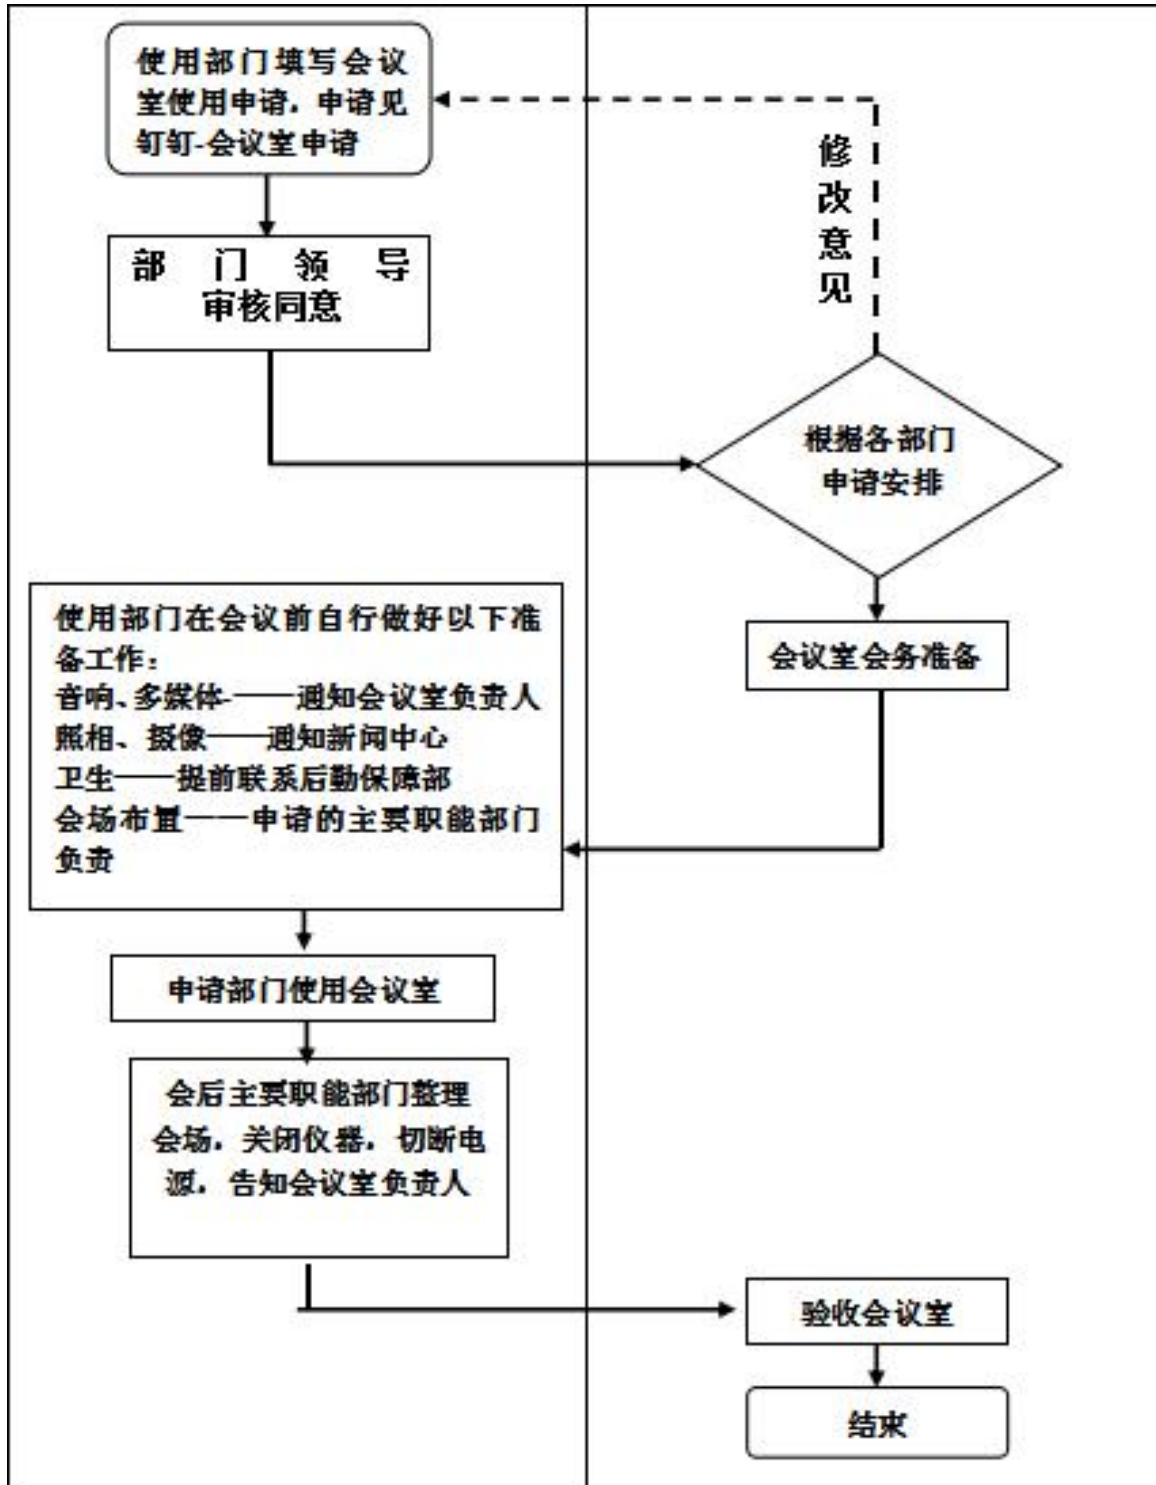 使用部门填写会议
室使用申请，申请见
钉钉-会议室申请
修改意见
部门领导
审核同意
根据各部门
申请安排
使用部门在会议前自行做好以下准
备工作：
音响、多媒体-——通知会议室负责人
照相、摄像——通知新闻中心
卫生——提前联系后勤保障部
会场布置——申请的主要职能部门
负责
会议室会务准备
申请部门使用会议室
会后主要职能部门整理
会场，关闭仪器，切断电
源，告知会议室负责人
验收会议室
结束